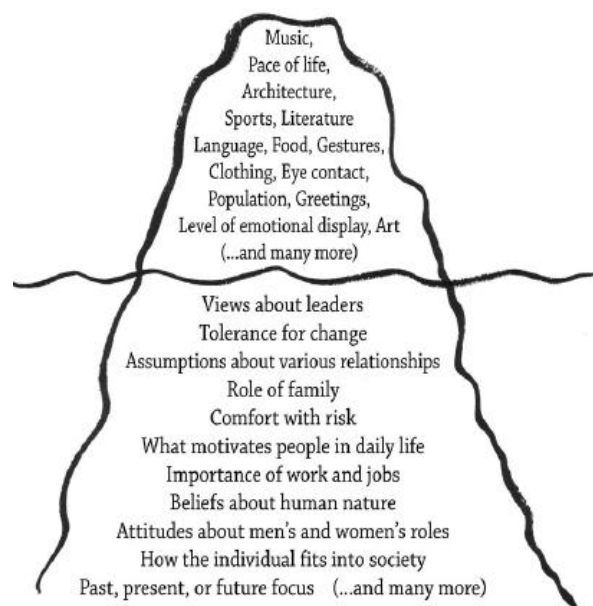 Music,
Pace of life,
Architecture,
Sports, Literature
Language, Food, Gestures,
Clothing, Eye contact,
Population, Greetings,
Level of emotional display, Art
(...and many more)
Views about leaders
Tolerance for change
Assumptions about various relationships
Role of family
Comfort with risk
What motivates people in daily life
Importance of work and jobs
Beliefs about human nature
Attitudes about men's and women's roles
How the individual fits into society
Past, present, or future focus (...and many more)